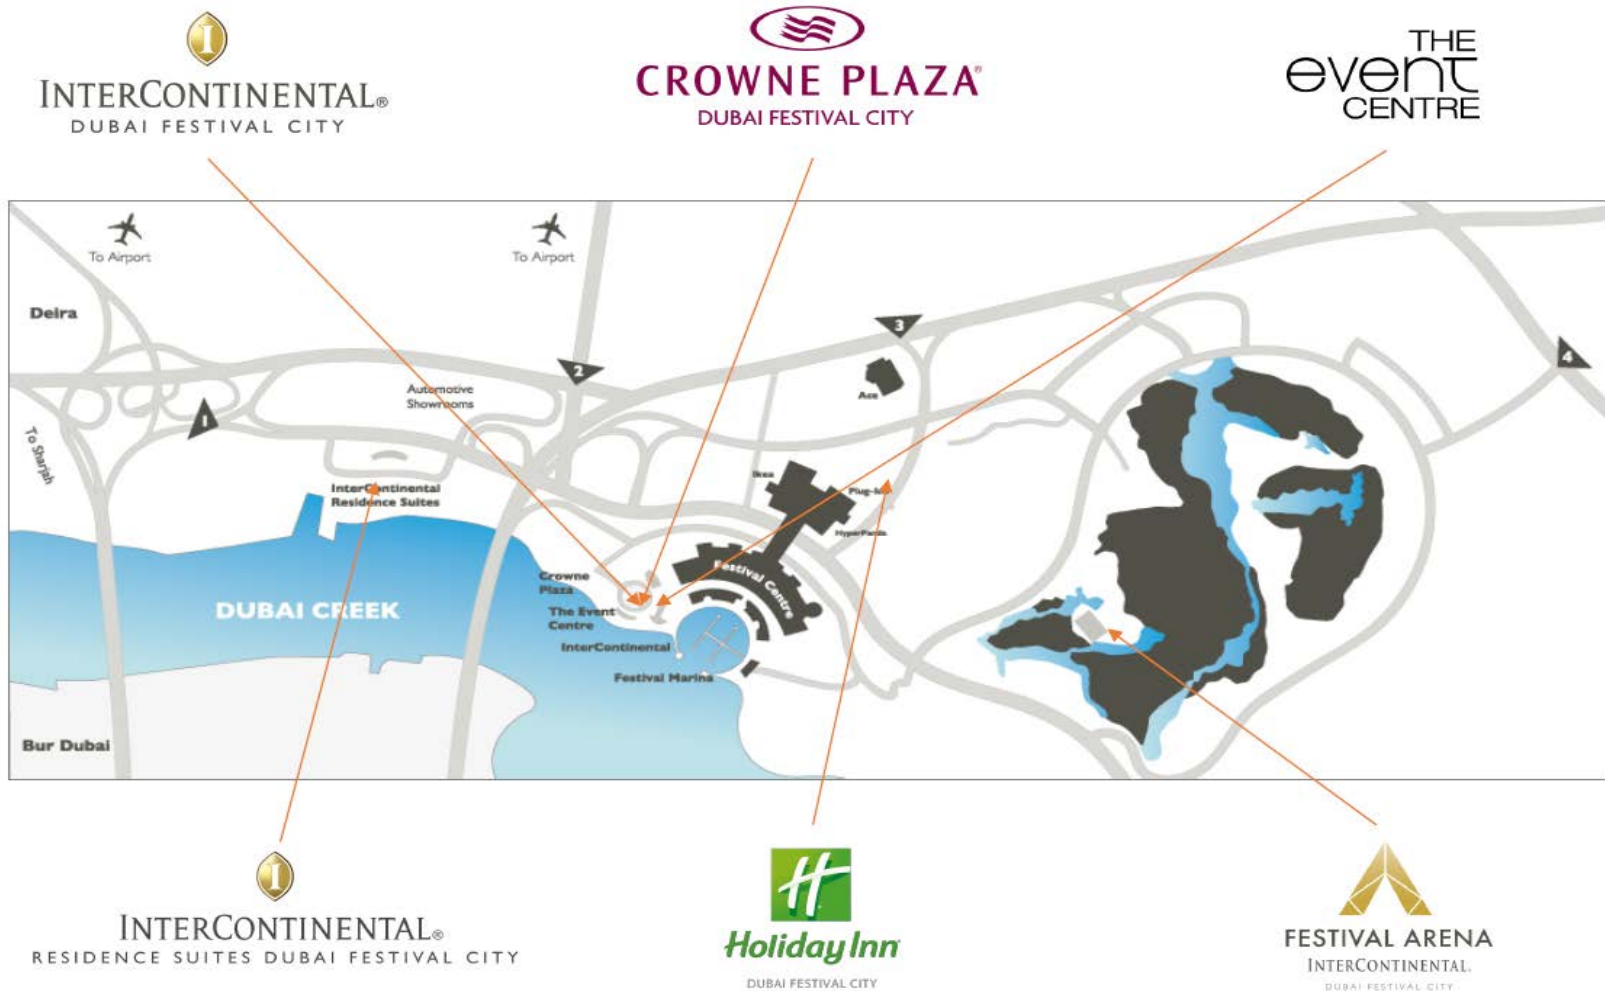 INTERCONTINENTAL®
DUBAI FESTIVAL CITY
CROWNE PLAZA®
DUBAI FESTIVAL CITY
THE
event
CENTRE
To Airport
To Airport
Deira
3
4
2
Automotive
Showrooms
Ace
1
To Sharjah
Ikea
InterContinental
Residence Suites
HyperPanda
Festival Centre
Crowne
Plaza
DUBAI CREEK
The Event
Centre
InterContinental
Festival Marina
Bur Dubai
I
INTERCONTINENTAL®
RESIDENCE SUITES DUBAI FESTIVAL CITY
H
Holiday Inn
DUBAI FESTIVAL CITY
FESTIVAL ARENA
INTERCONTINENTAL.
DUBAI FESTIVAL CITY